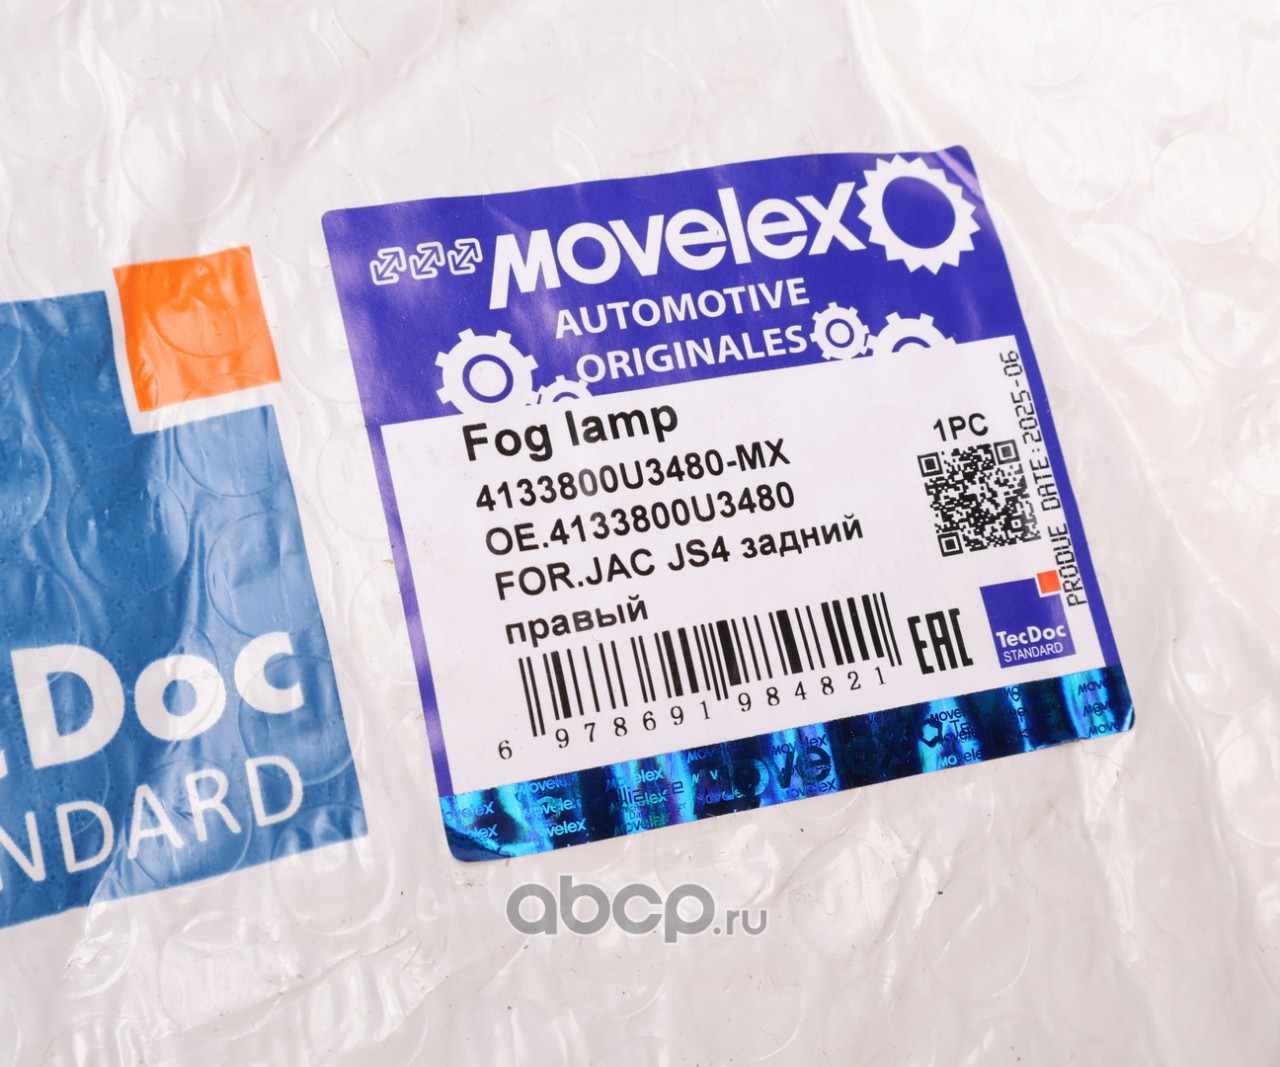 MOVelex
AUTOMOTIVE
ORIGINALES
Fog lamp
4133800U3480-MX
OE.4133800U3480
FOR.JAC JS4 задний
правый
1PC
PRODUE DATE:2025-06
6 978691 984821
EAC
TecDoc
STANDARD
Doc
NDARD
abcp.ru